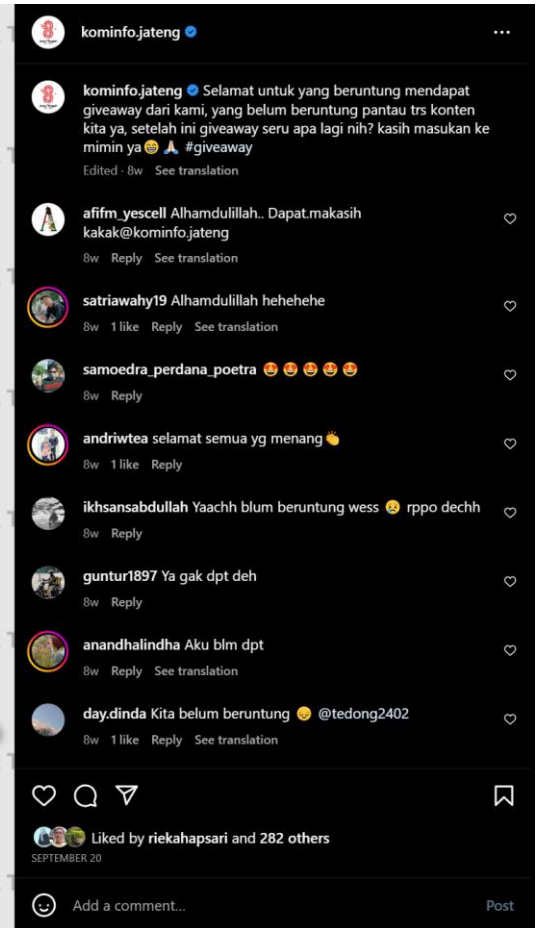 kominfo.jateng
kominfo.jateng Selamat untuk yang beruntung mendapat
giveaway dari kami, yang belum beruntung pantau trs konten
kita ya, setelah ini giveaway seru apa lagi nih? kasih masukan ke
mimin ya😁🙏🏻 #giveaway
Edited · 8w See translation
afifm_yescell Alhamdulillah.. Dapat.makasih
kakak@kominfo.jateng
8w Reply See translation
satriawahy19 Alhamdulillah hehehehe
8w 1 like Reply See translation
samoedra_perdana_poetra 😍😍😍😍😍
8w Reply
andriwtea selamat semua yg menang👏
8w 1 like Reply
ikhsansabdullah Yaachh blum beruntung wess 😢 rppo dechh
8w Reply
guntur1897 Ya gak dpt deh
8w Reply
anandhalindha Aku blm dpt
8w Reply See translation
day.dinda Kita belum beruntung 😞 @tedong2402
8w 1 like Reply See translation
Liked by riekahapsari and 282 others
SEPTEMBER 20
Add a comment...
Post